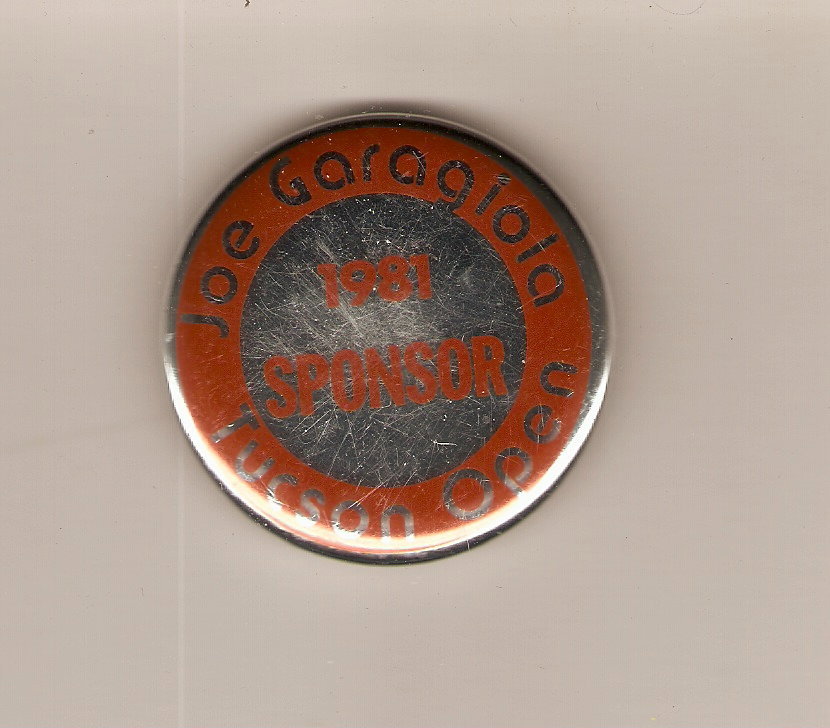 Joe Garagiola
1981
SPONSOR
Tucson Open